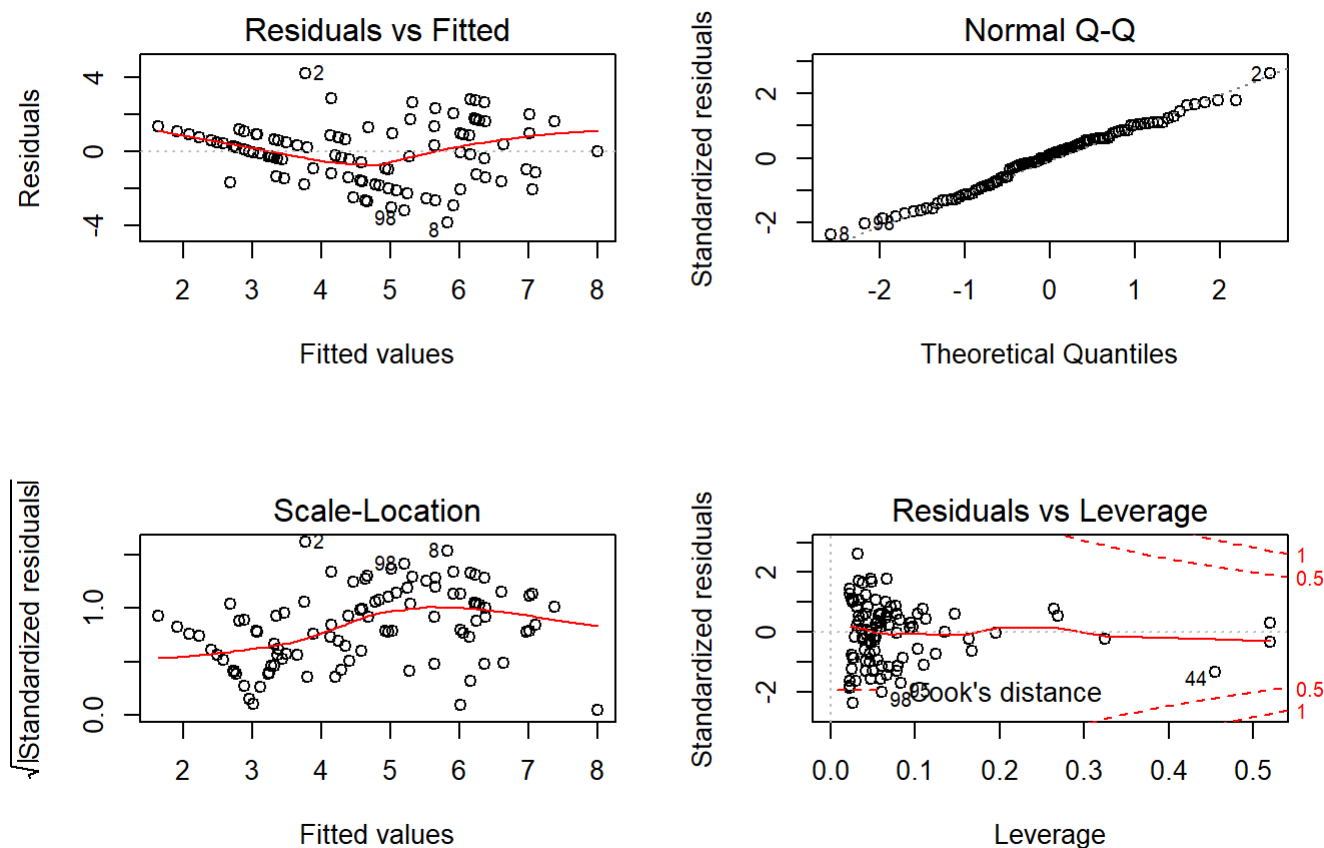 Residuals vs Fitted
Residuals
4
0
-4
2
98
8
2 3 4 5 6 7 8
Fitted values
Normal Q-Q
Standardized residuals
2
0
-2
2
98
8
-2 -1 0 1 2
Theoretical Quantiles
Scale-Location
√|Standardized residuals|
1.0
0.0
2
98
8
2 3 4 5 6 7 8
Fitted values
Residuals vs Leverage
Standardized residuals
2
0
-2
1
0.5
44
0.5
1
98
95
Cook's distance
0.0 0.1 0.2 0.3 0.4 0.5
Leverage